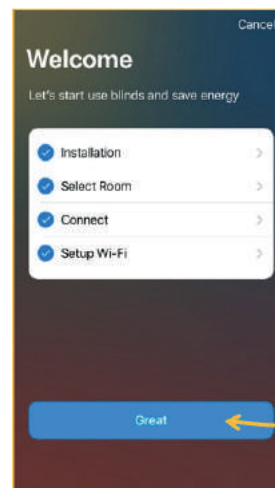 Cancel
Welcome
Let's start use blinds and save energy
Installation
Select Room
Connect
Setup Wi-Fi
Great